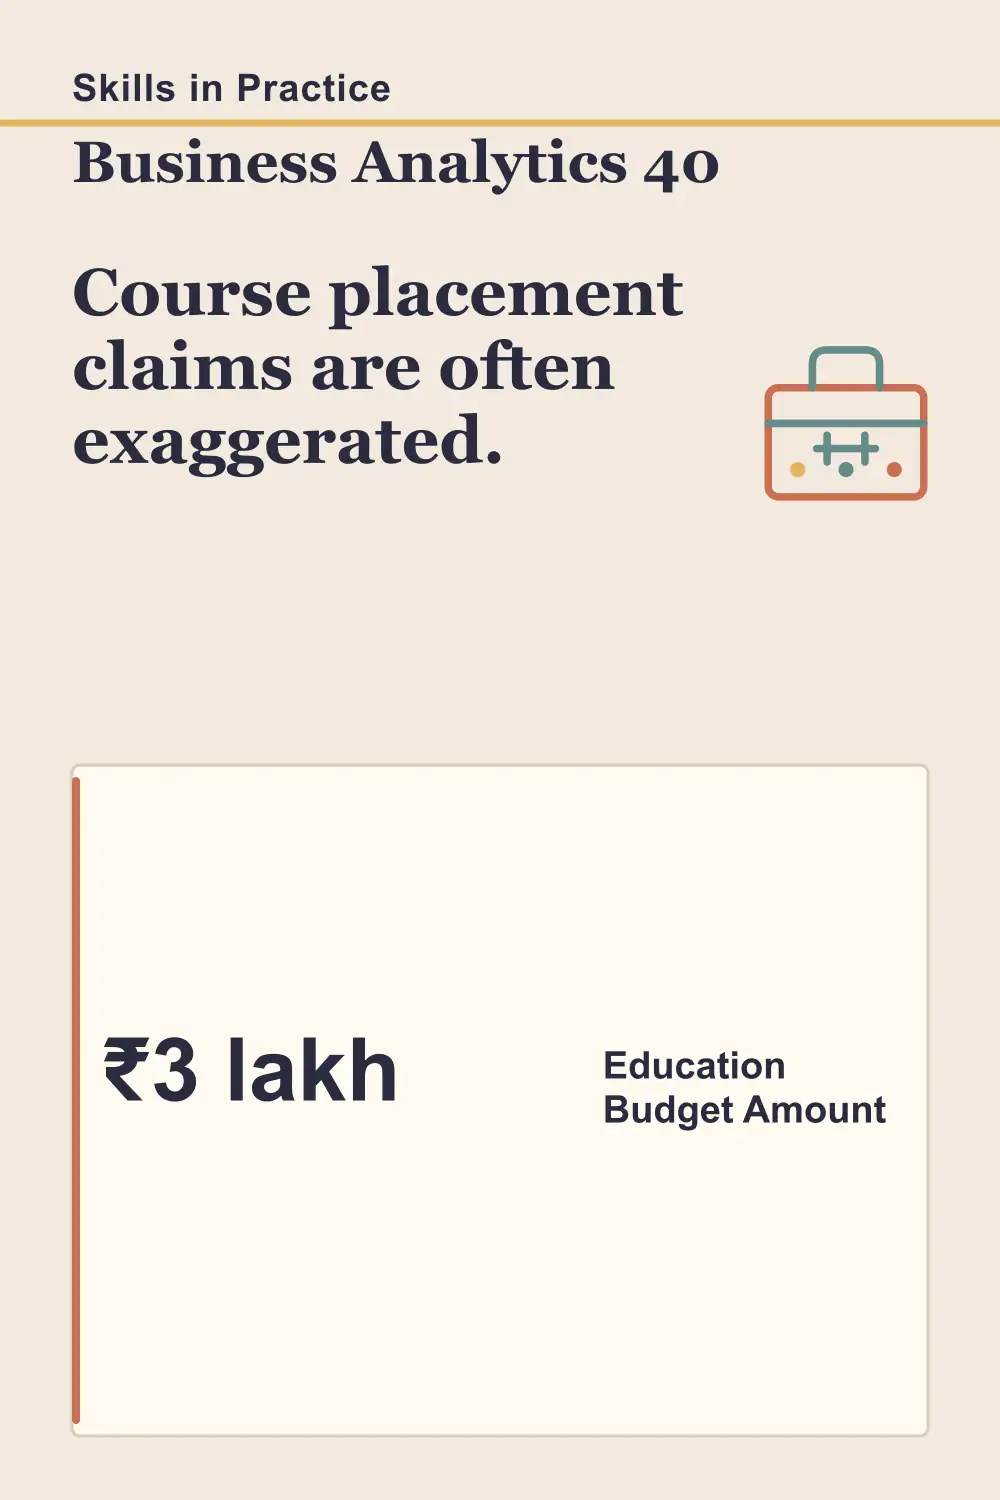 Skills in Practice
Business Analytics 40
Course placement
claims are often
exaggerated.
₹3 lakh
Education
Budget Amount